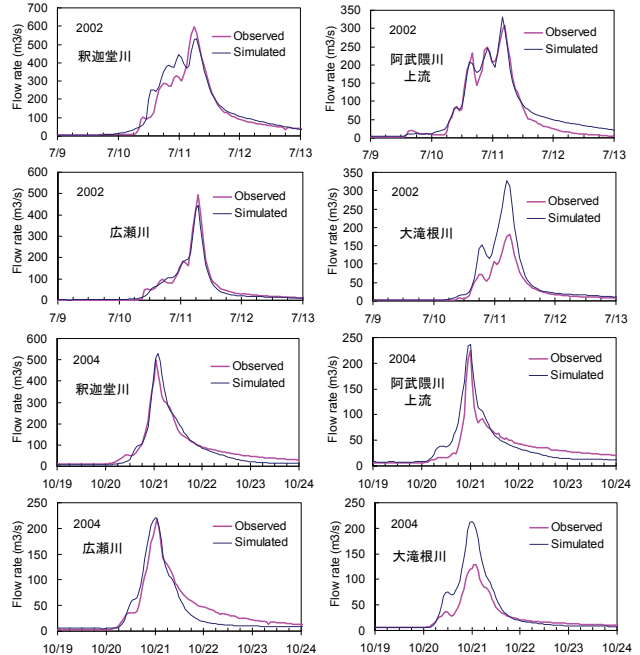 700
600
500
400
300
200
100
0
Flow rate (m3/s)
2002
釈迦堂川
Observed
Simulated
7/9 7/10 7/11 7/12 7/13
350
300
250
200
150
100
50
0
Flow rate (m3/s)
2002
阿武隈川
上流
Observed
Simulated
7/9 7/10 7/11 7/12 7/13
600
500
400
300
200
100
0
Flow rate (m3/s)
2002
広瀬川
Observed
Simulated
7/9 7/10 7/11 7/12 7/13
350
300
250
200
150
100
50
0
Flow rate (m3/s)
2002
大滝根川
Observed
Simulated
7/9 7/10 7/11 7/12 7/13
600
500
400
300
200
100
0
Flow rate (m3/s)
2004
釈迦堂川
Observed
Simulated
10/19 10/20 10/21 10/22 10/23 10/24
250
200
150
100
50
0
Flow rate (m3/s)
2004
阿武隈川
上流
Observed
Simulated
10/19 10/20 10/21 10/22 10/23 10/24
250
200
150
100
50
0
Flow rate (m3/s)
2004
広瀬川
Observed
Simulated
10/19 10/20 10/21 10/22 10/23 10/24
250
200
150
100
50
0
Flow rate (m3/s)
2004
大滝根川
Observed
Simulated
10/19 10/20 10/21 10/22 10/23 10/24